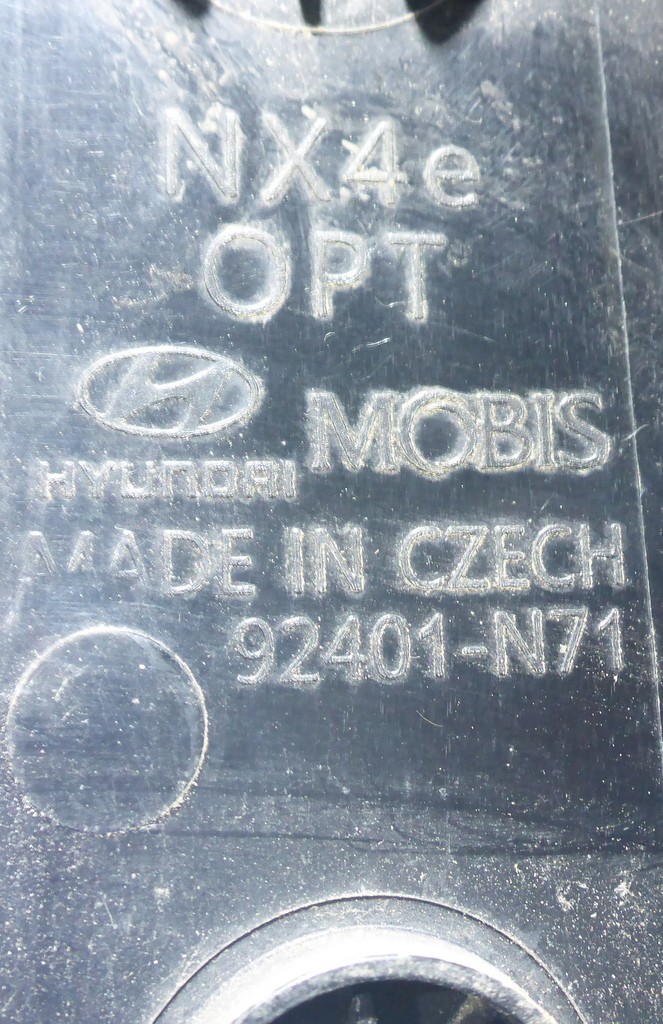 NX4e
OPT
HYUNDAI MOBIS
MADE IN CZECH
92401-N71